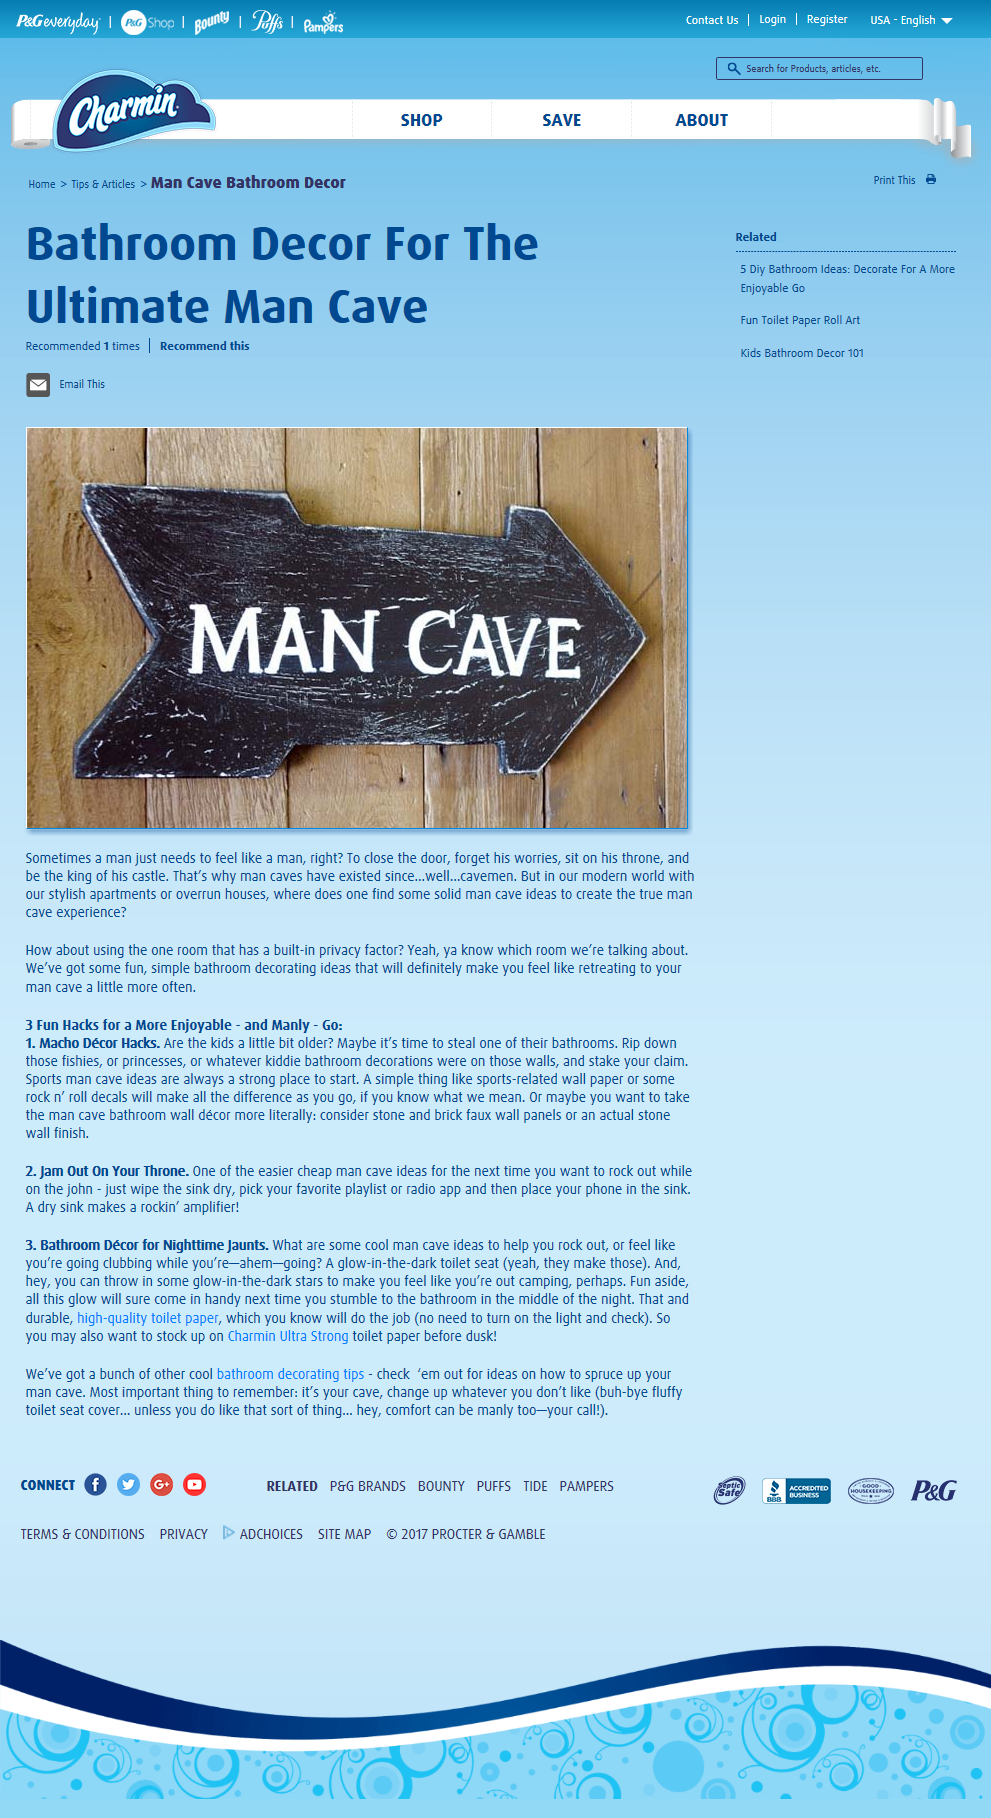 P&G everyday | P&G Shop | Bounty | Puffs | Pampers
Contact Us | Login | Register USA - English
Search for Products, articles, etc.
Charmin
SHOP SAVE ABOUT
Home > Tips & Articles > Man Cave Bathroom Decor
Print This
Bathroom Decor For The
Ultimate Man Cave
Recommended 1 times | Recommend this
Email This
Related
5 Diy Bathroom Ideas: Decorate For A More
Enjoyable Go
Fun Toilet Paper Roll Art
Kids Bathroom Decor 101
MAN CAVE
Sometimes a man just needs to feel like a man, right? To close the door, forget his worries, sit on his throne, and
be the king of his castle. That's why man caves have existed since...well...cavemen. But in our modern world with
our stylish apartments or overrun houses, where does one find some solid man cave ideas to create the true man
cave experience?
How about using the one room that has a built-in privacy factor? Yeah, ya know which room we're talking about.
We've got some fun, simple bathroom decorating ideas that will definitely make you feel like retreating to your
man cave a little more often.
3 Fun Hacks for a More Enjoyable - and Manly - Go:
1. Macho Décor Hacks. Are the kids a little bit older? Maybe it's time to steal one of their bathrooms. Rip down
those fishies, or princesses, or whatever kiddie bathroom decorations were on those walls, and stake your claim.
Sports man cave ideas are always a strong place to start. A simple thing like sports-related wall paper or some
rock n' roll decals will make all the difference as you go, if you know what we mean. Or maybe you want to take
the man cave bathroom wall décor more literally: consider stone and brick faux wall panels or an actual stone
wall finish.
2. Jam Out On Your Throne. One of the easier cheap man cave ideas for the next time you want to rock out while
on the john - just wipe the sink dry, pick your favorite playlist or radio app and then place your phone in the sink.
A dry sink makes a rockin' amplifier!
3. Bathroom Décor for Nighttime Jaunts. What are some cool man cave ideas to help you rock out, or feel like
you're going clubbing while you're—ahem—going? A glow-in-the-dark toilet seat (yeah, they make those). And,
hey, you can throw in some glow-in-the-dark stars to make you feel like you're out camping, perhaps. Fun aside,
all this glow will sure come in handy next time you stumble to the bathroom in the middle of the night. That and
durable, high-quality toilet paper, which you know will do the job (no need to turn on the light and check). So
you may also want to stock up on Charmin Ultra Strong toilet paper before dusk!
We've got a bunch of other cool bathroom decorating tips - check 'em out for ideas on how to spruce up your
man cave. Most important thing to remember: it's your cave, change up whatever you don't like (buh-bye fluffy
toilet seat cover... unless you do like that sort of thing... hey, comfort can be manly too—your call!).
CONNECT f G+ RELATED P&G BRANDS BOUNTY PUFFS TIDE PAMPERS
Septic Safe
BBB ACCREDITED BUSINESS
GOOD HOUSEKEEPING
P&G
TERMS & CONDITIONS PRIVACY ADCHOICES SITE MAP © 2017 PROCTER & GAMBLE